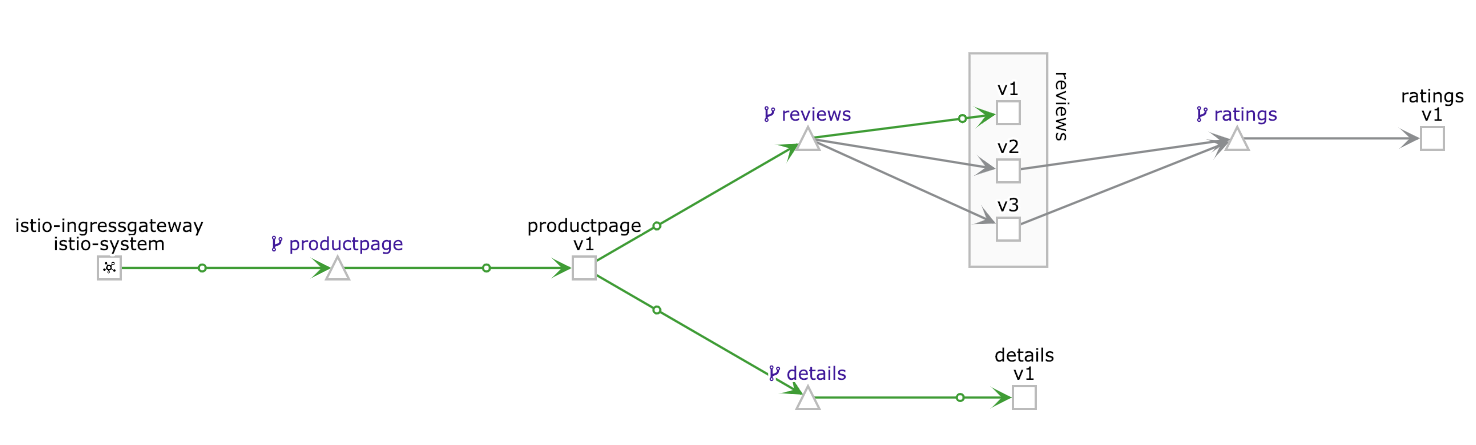 istio-ingressgateway
istio-system
productpage
productpage
v1
reviews
v1
v2
v3
reviews
ratings
ratings
v1
details
details
v1